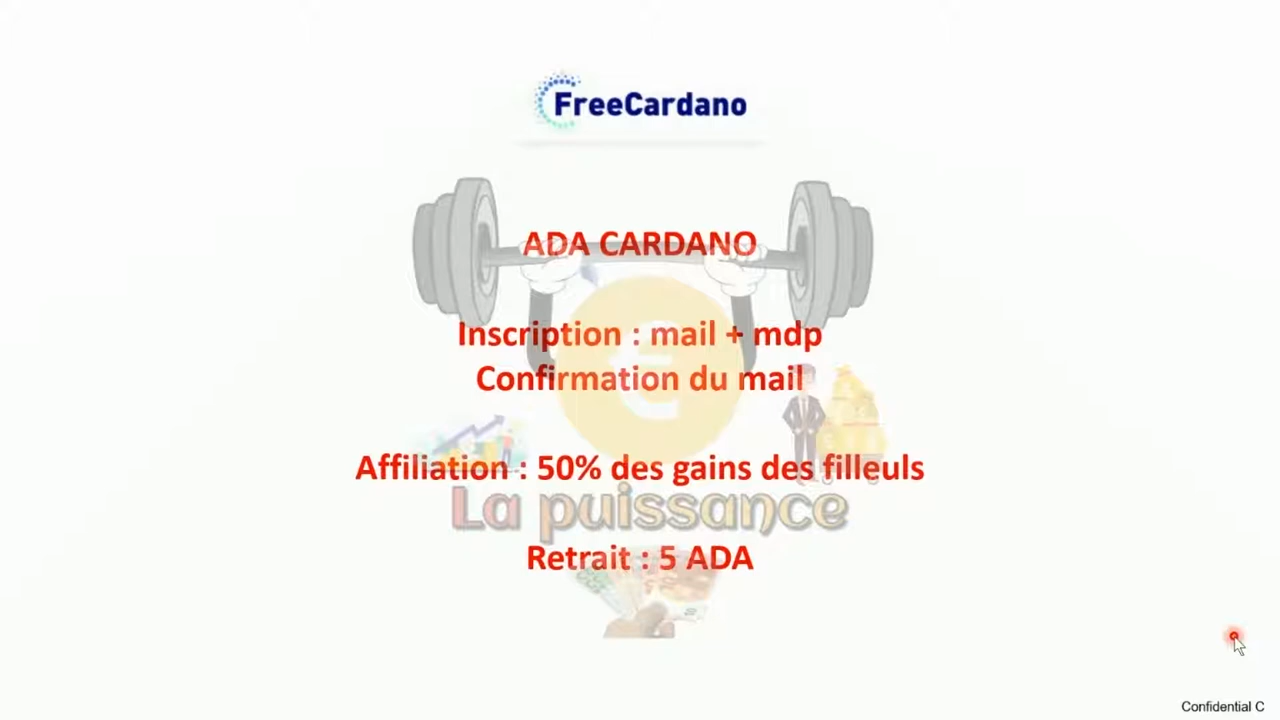 FreeCardano
ADA CARDANO
Inscription : mail + mdp
Confirmation du mail
Affiliation : 50% des gains des filleuls
La puissance
Retrait : 5 ADA
Confidential C